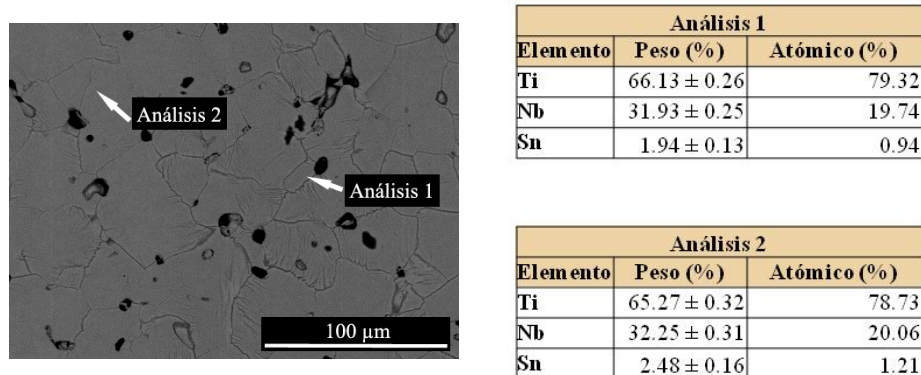 Análisis 2
Análisis 1
100 µm
Análisis 1
Elemento Peso (%) Atómico (%)
Ti 66.13 ± 0.26 79.32
Nb 31.93 ± 0.25 19.74
Sn 1.94 ± 0.13 0.94
Análisis 2
Elemento Peso (%) Atómico (%)
Ti 65.27 ± 0.32 78.73
Nb 32.25 ± 0.31 20.06
Sn 2.48 ± 0.16 1.21